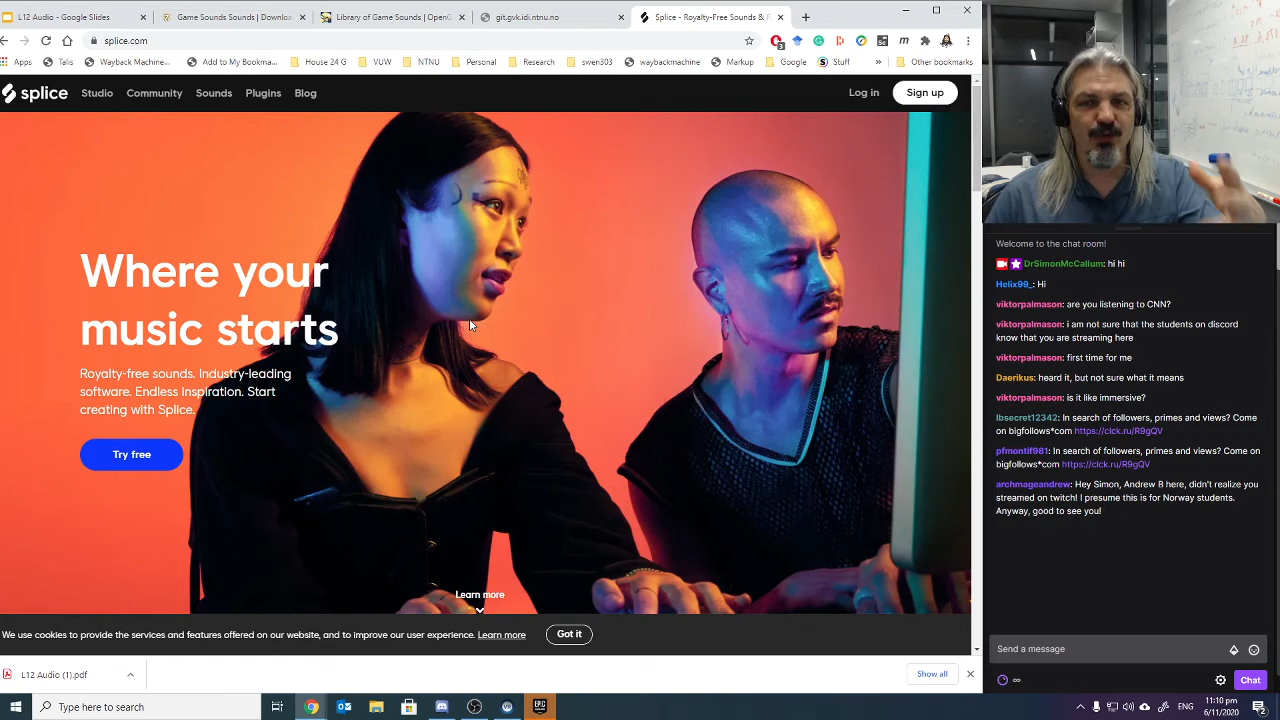 L12 Audio - Google Slides
Game Sounds Sounds | Downloa
Library of Game Sounds | OpenG
git.gvk.idi.ntnu.no
Splice - Royalty-Free Sounds & R
splice.com
3
Apps
Talis
Wayback Machine...
Add to My Bookmar...
House NG
VUW
NTNU
Personal
Research
swen303
waybackmachine
Markup
Google
Stuff
»
Other bookmarks
splice
Studio
Community
Sounds
Plugins
Blog
Log in
Sign up
Where your
music starts
Royalty-free sounds. Industry-leading
software. Endless inspiration. Start
creating with Splice.
Try free
Learn more
We use cookies to provide the services and features offered on our website, and to improve our user experience. Learn more
Got it
L12 Audio (1).pdf
Show all
Type here to search
Welcome to the chat room!
DrSimonMcCallum: hi hi
Helix99_: Hi
viktorpalmason: are you listening to CNN?
viktorpalmason: i am not sure that the students on discord
know that you are streaming here
viktorpalmason: first time for me
Daerikus: heard it, but not sure what it means
viktorpalmason: is it like immersive?
lbsecret12342: In search of followers, primes and views? Come
on bigfollows*com https://clck.ru/R9gQV
pfmontif981: In search of followers, primes and views? Come
on bigfollows*com https://clck.ru/R9gQV
archmageandrew: Hey Simon, Andrew B here, didn't realize you
streamed on twitch! I presume this is for Norway students.
Anyway, good to see you!
Send a message
∞
Chat
ENG
11:10 pm
6/11/2020
2
EPIC